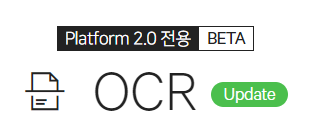 Platform 2.0 전용 BETA
OCR Update